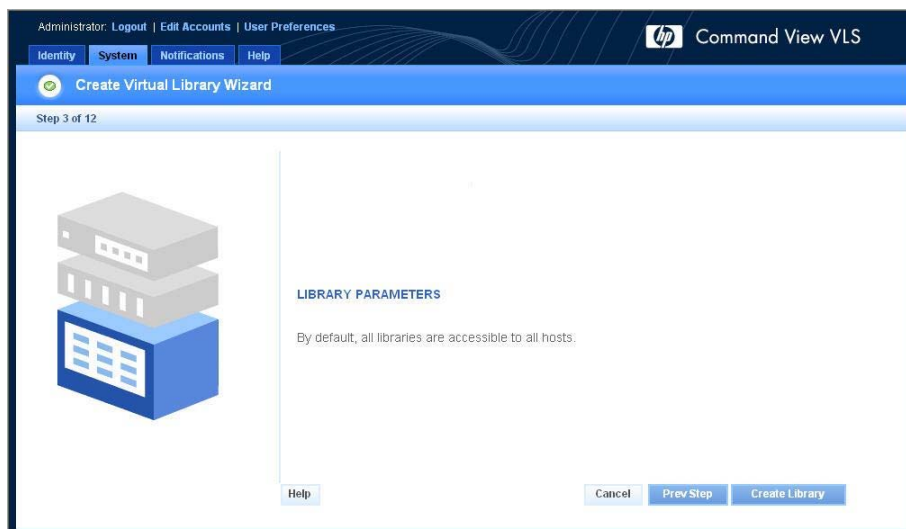 Administrator: Logout | Edit Accounts | User Preferences
hp Command View VLS
Identity System Notifications Help
Create Virtual Library Wizard
Step 3 of 12
LIBRARY PARAMETERS
By default, all libraries are accessible to all hosts.
Help Cancel Prev Step Create Library